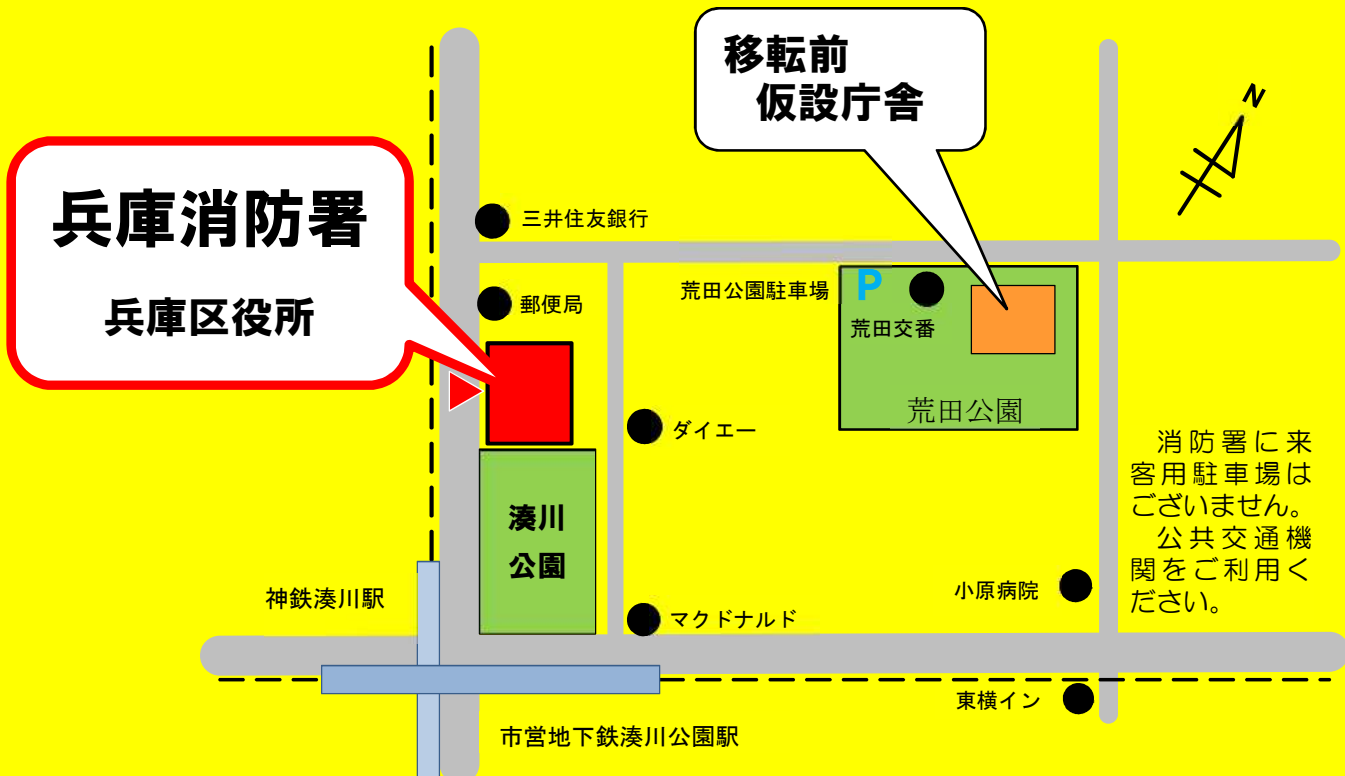 移転前
仮設庁舎
N
兵庫消防署
兵庫区役所
三井住友銀行
郵便局
荒田公園駐車場
P
荒田交番
荒田公園
ダイエー
消防署に来
客用駐車場は
ございません。
公共交通機
関をご利用く
ださい。
湊川
公園
神鉄湊川駅
小原病院
マクドナルド
東横イン
市営地下鉄湊川公園駅